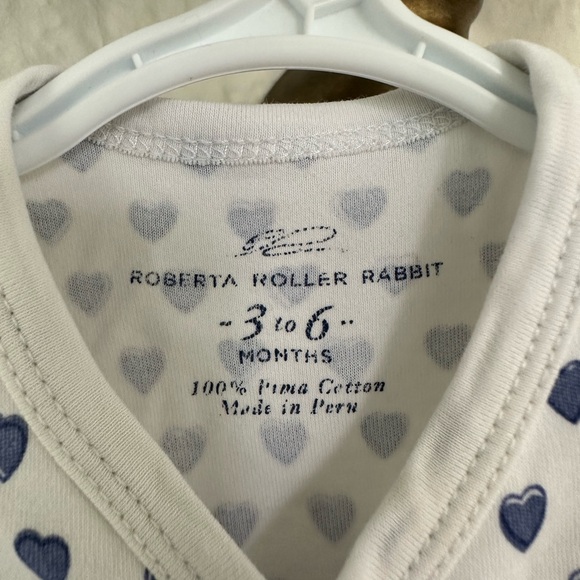 ROBERTA ROLLER RABBIT
- 3 to 6 -
MONTHS
100% Pima Cotton
Made in Peru